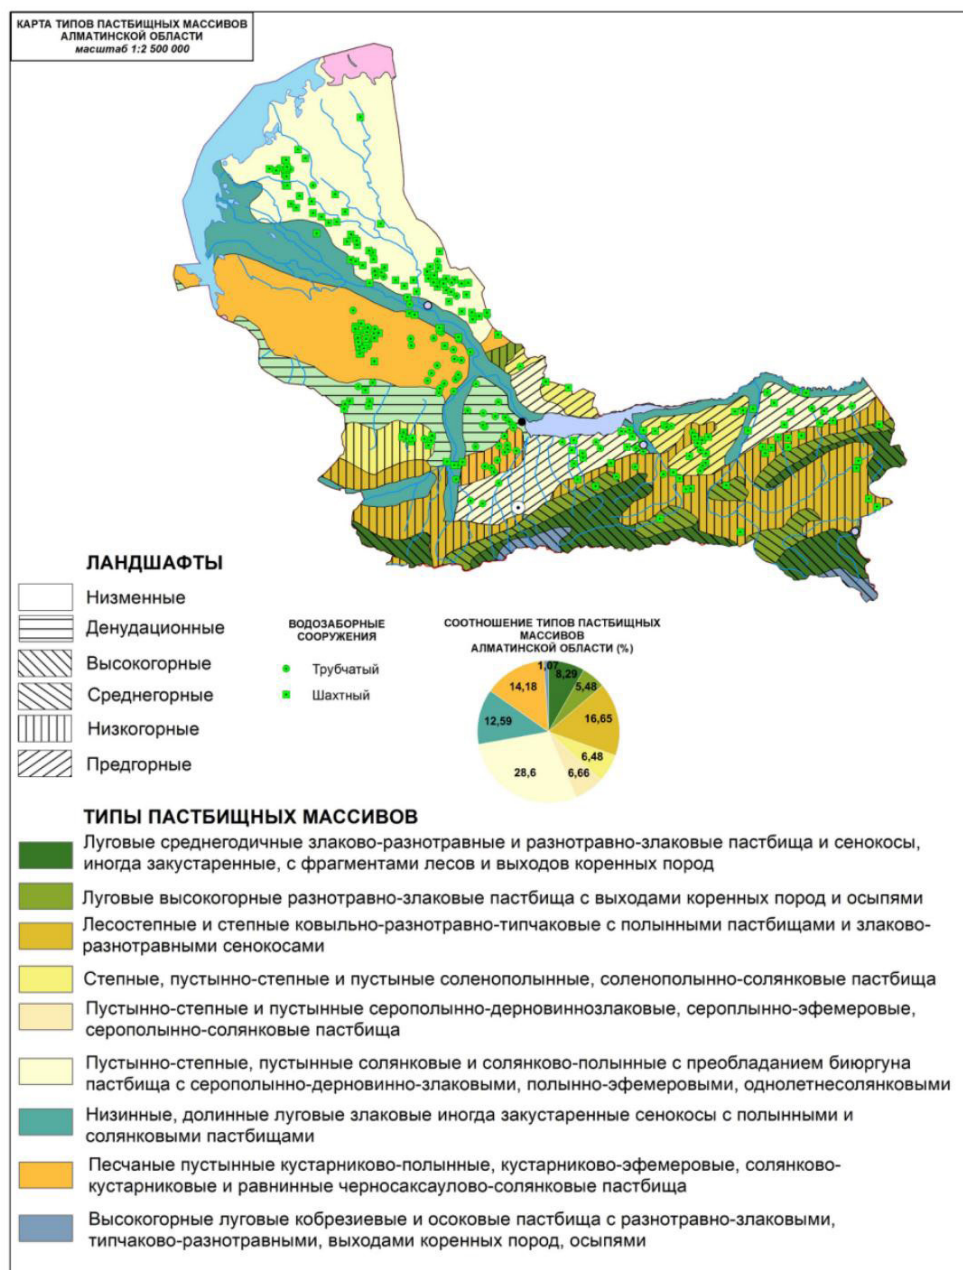 КАРТА ТИПОВ ПАСТБИЩНЫХ МАССИВОВ
АЛМАТИНСКОЙ ОБЛАСТИ
масштаб 1:2 500 000
ЛАНДШАФТЫ
Низменные
Денудационные
Высокогорные
Среднегорные
Низкогорные
Предгорные
ВОДОЗАБОРНЫЕ
СООРУЖЕНИЯ
Трубчатый
Шахтный
СООТНОШЕНИЕ ТИПОВ ПАСТБИЩНЫХ
МАССИВОВ
АЛМАТИНСКОЙ ОБЛАСТИ (%)
1,07
8,29
5,48
16,65
6,48
6,66
28,6
12,59
14,18
ТИПЫ ПАСТБИЩНЫХ МАССИВОВ
Луговые среднегодичные злаково-разнотравные и разнотравно-злаковые пастбища и сенокосы,
иногда закустаренные, с фрагментами лесов и выходов коренных пород
Луговые высокогорные разнотравно-злаковые пастбища с выходами коренных пород и осыпями
Лесостепные и степные ковыльно-разнотравно-типчаковые с полынными пастбищами и злаково-
разнотравными сенокосами
Степные, пустынно-степные и пустыные соленополынные, соленополынно-солянковые пастбища
Пустынно-степные и пустынные серополынно-дерновиннозлаковые, сероплынно-эфемеровые,
серополынно-солянковые пастбища
Пустынно-степные, пустынные солянковые и солянково-полынные с преобладанием биюргуна
пастбища с серополынно-дерновинно-злаковыми, полынно-эфемеровыми, однолетнесолянковыми
Низинные, долинные луговые злаковые иногда закустаренные сенокосы с полынными и
солянковыми пастбищами
Песчаные пустынные кустарниково-полынные, кустарниково-эфемеровые, солянково-
кустарниковые и равнинные черносаксаулово-солянковые пастбища
Высокогорные луговые кобрезиевые и осоковые пастбища с разнотравно-злаковыми,
типчаково-разнотравными, выходами коренных пород, осыпями